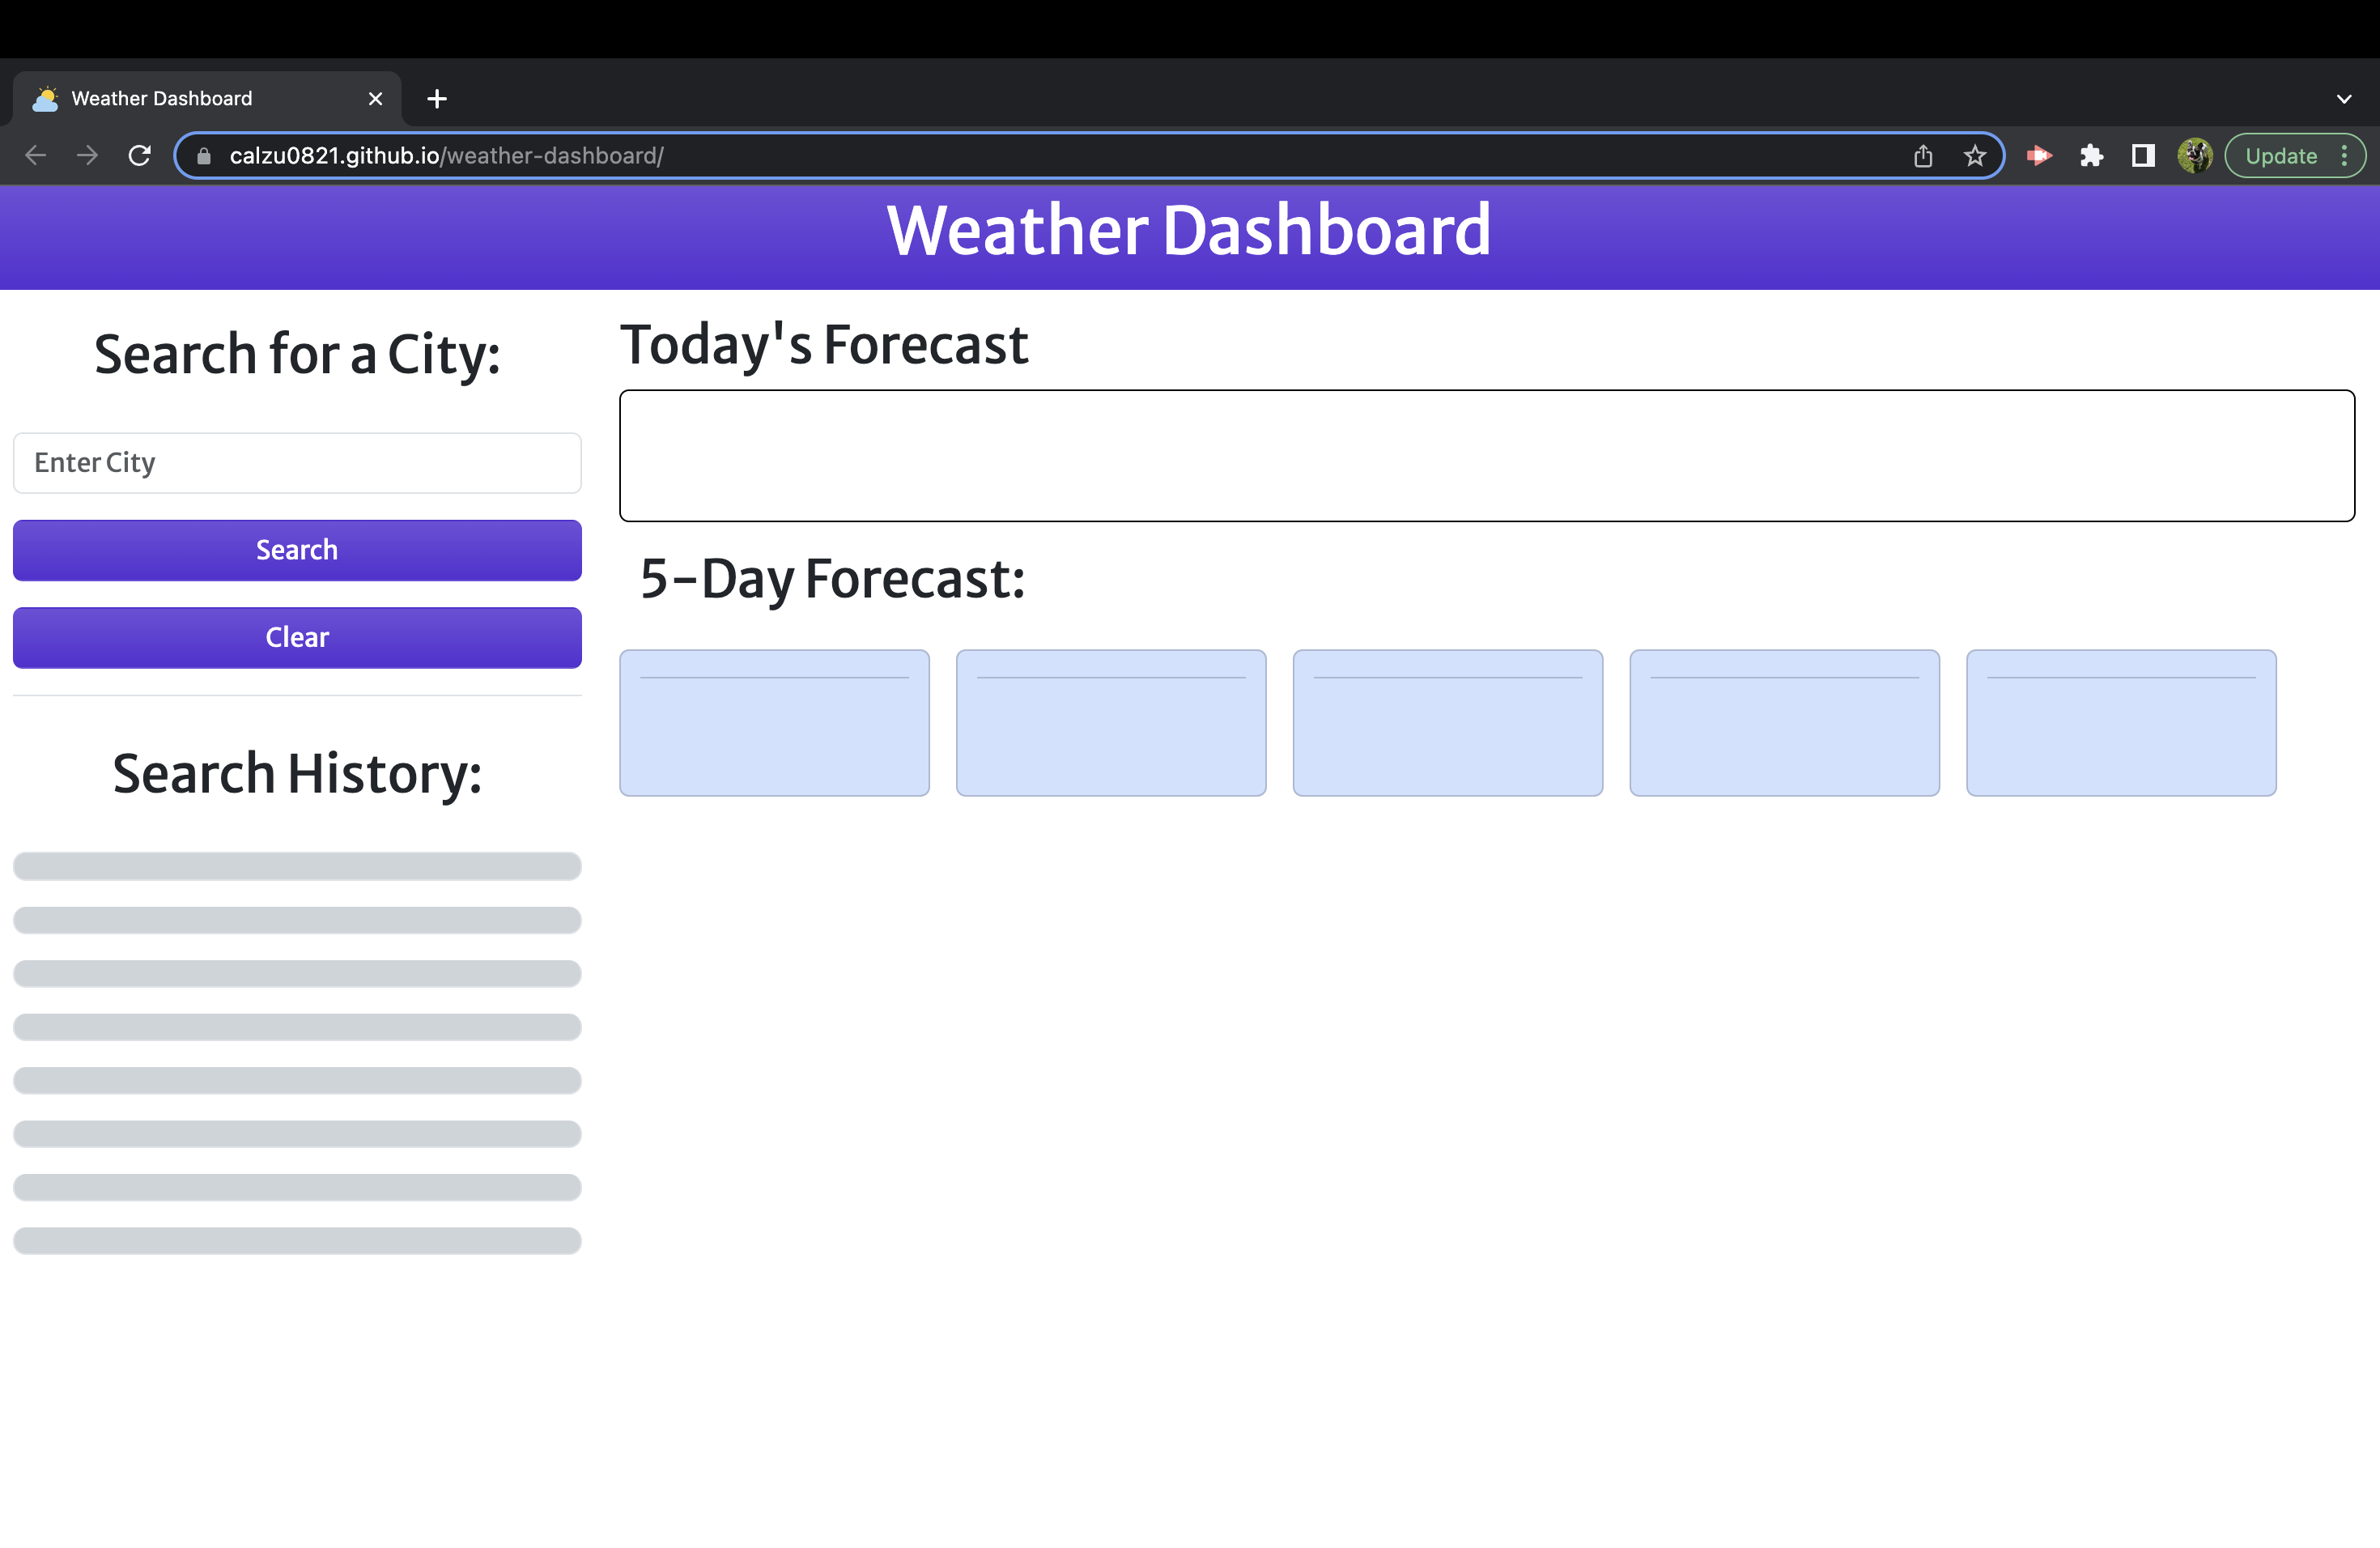 Weather Dashboard
calzu0821.github.io/weather-dashboard/
Update
Weather Dashboard
Search for a City:
Enter City
Search
Clear
Search History:
Today's Forecast
5-Day Forecast: